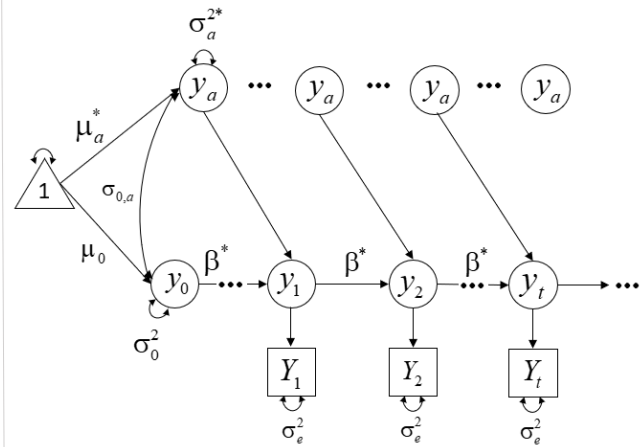 σ²*ₐ
yₐ ••• yₐ ••• yₐ ••• yₐ
μ*ₐ
1
σ₀,ₐ
μ₀
y₀ β* ••• y₁ β* y₂ β* ••• yₜ •••
σ²₀
Y₁ Y₂ Yₜ
σ²ₑ σ²ₑ σ²ₑ